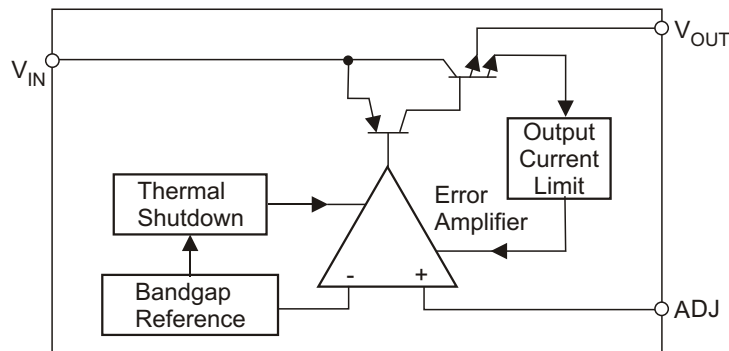 V_OUT
V_IN
Output
Current
Limit
Thermal
Shutdown
Error
Amplifier
- +
Bandgap
Reference
ADJ